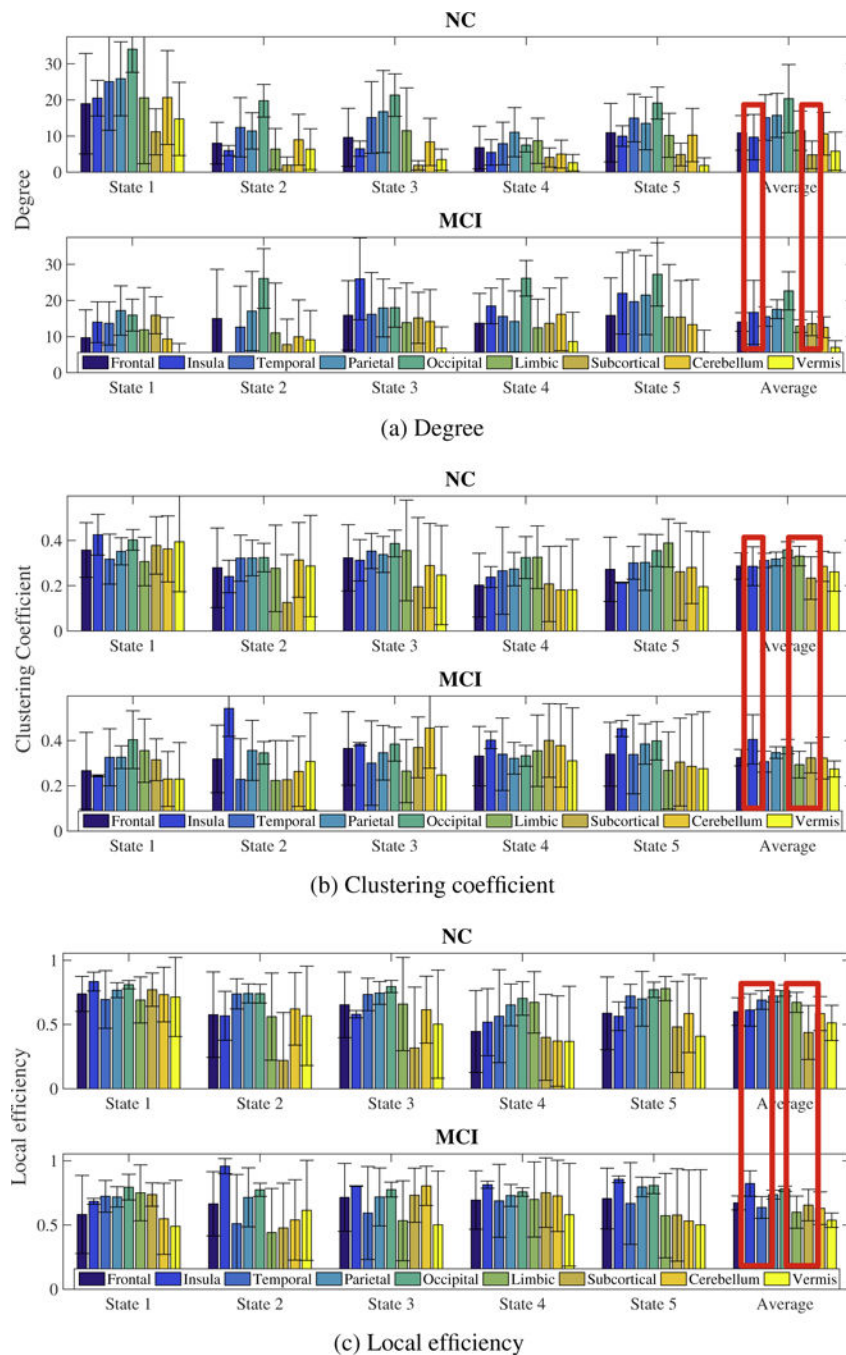 NC
30
20
10
0
State 1 State 2 State 3 State 4 State 5 Average
Degree
MCI
30
20
10
0
Frontal Insula Temporal Parietal Occipital Limbic Subcortical Cerebellum Vermis
State 1 State 2 State 3 State 4 State 5 Average
(a) Degree
NC
0.4
0.2
0
State 1 State 2 State 3 State 4 State 5 Average
Clustering Coefficient
MCI
0.4
0.2
0
Frontal Insula Temporal Parietal Occipital Limbic Subcortical Cerebellum Vermis
State 1 State 2 State 3 State 4 State 5 Average
(b) Clustering coefficient
NC
1
0.5
0
State 1 State 2 State 3 State 4 State 5 Average
Local efficiency
MCI
1
0.5
0
Frontal Insula Temporal Parietal Occipital Limbic Subcortical Cerebellum Vermis
State 1 State 2 State 3 State 4 State 5 Average
(c) Local efficiency